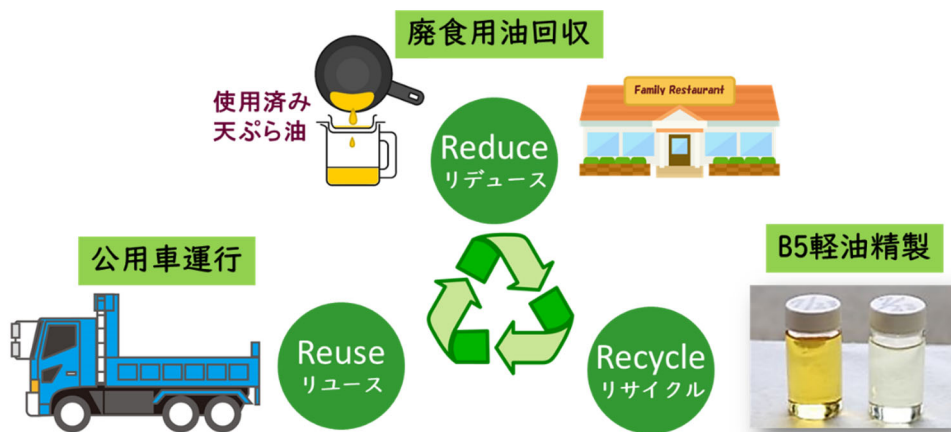 廃食用油回収
使用済み
天ぷら油
Family Restaurant
Reduce
リデュース
公用車運行
B5軽油精製
Reuse
リユース
Recycle
リサイクル